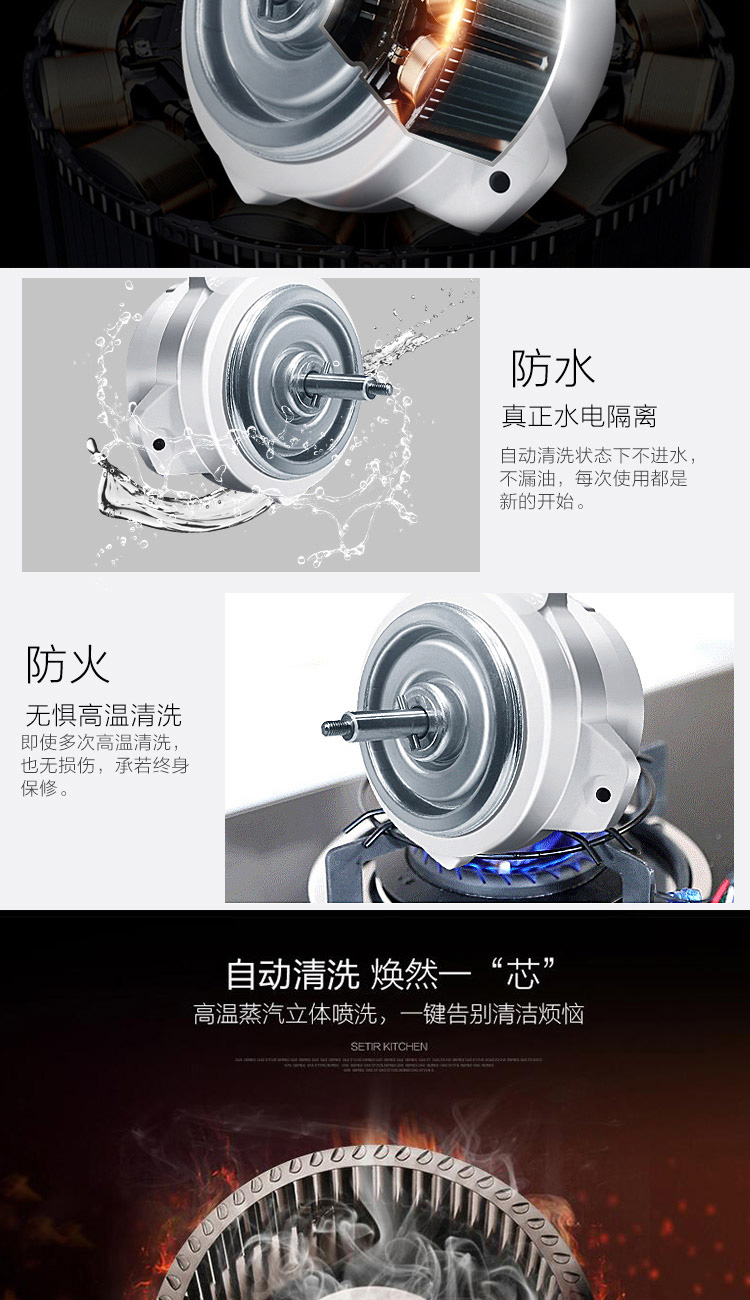 防水
真正水电隔离
自动清洗状态下不进水，
不漏油，每次使用都是
新的开始。
防火
无惧高温清洗
即使多次高温清洗，
也无损伤，承若终身
保修。
自动清洗 焕然一“芯”
高温蒸汽立体喷洗，一键告别清洁烦恼
SETIR KITCHEN